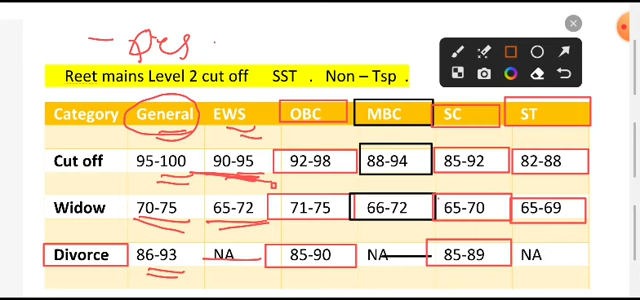 Reet mains Level 2 cut off SST . Non – Tsp .
Category General EWS OBC MBC SC ST
Cut off 95-100 90-95 92-98 88-94 85-92 82-88
Widow 70-75 65-72 71-75 66-72 65-70 65-69
Divorce 86-93 NA 85-90 NA 85-89 NA